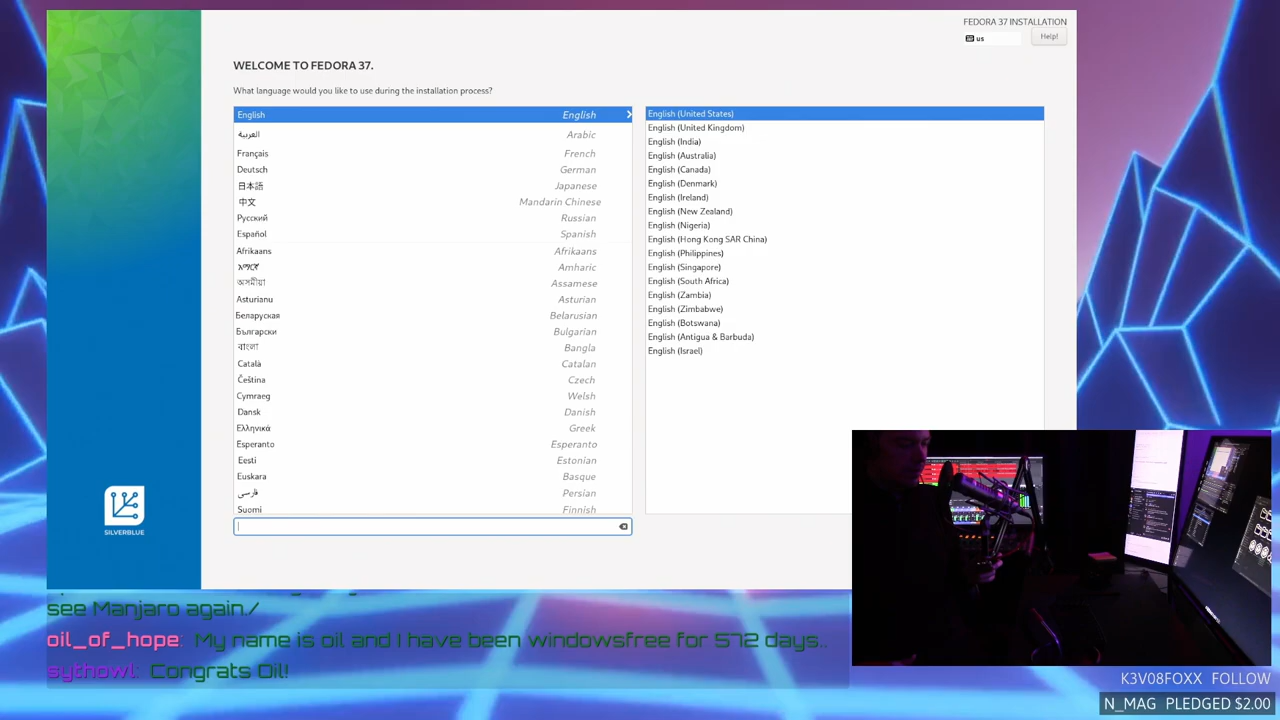 FEDORA 37 INSTALLATION
us
Help!
WELCOME TO FEDORA 37.
What language would you like to use during the installation process?
English English
العربية Arabic
Français French
Deutsch German
日本語 Japanese
中文 Mandarin Chinese
Русский Russian
Español Spanish
Afrikaans Afrikaans
አማርኛ Amharic
অসমীয়া Assamese
Asturianu Asturian
Беларуская Belarusian
Български Bulgarian
বাংলা Bangla
Català Catalan
Čeština Czech
Cymraeg Welsh
Dansk Danish
Ελληνικά Greek
Esperanto Esperanto
Eesti Estonian
Euskara Basque
فارسی Persian
Suomi Finnish
English (United States)
English (United Kingdom)
English (India)
English (Australia)
English (Canada)
English (Denmark)
English (Ireland)
English (New Zealand)
English (Nigeria)
English (Hong Kong SAR China)
English (Philippines)
English (Singapore)
English (South Africa)
English (Zambia)
English (Zimbabwe)
English (Botswana)
English (Antigua & Barbuda)
English (Israel)
SILVERBLUE
see Manjaro again./
oil_of_hope: My name is oil and I have been windowsfree for 572 days..
sythowl: Congrats Oil!
K3V08FOXX FOLLOW
N_MAG PLEDGED $2.00